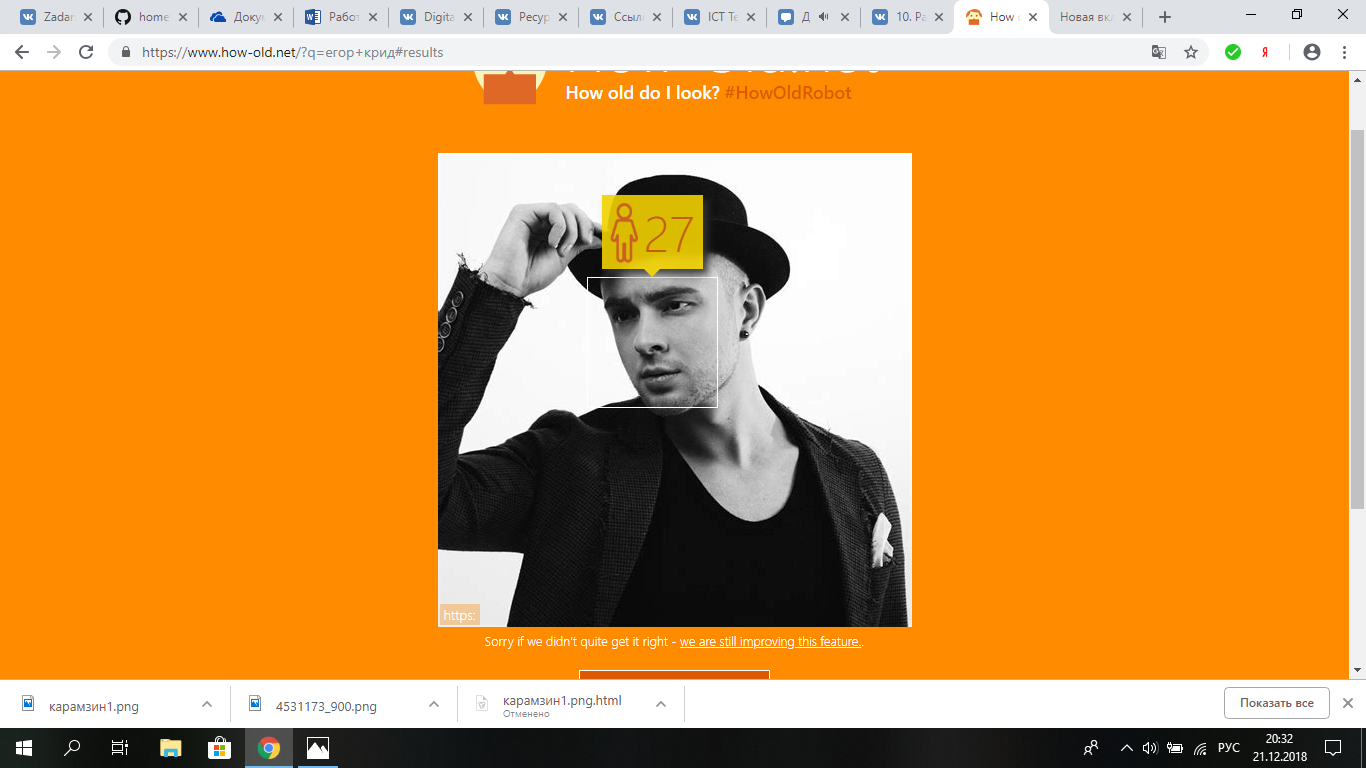 Zadan
home
Доку
Работ
Digita
Ресур
Ссыл
ICT Te
Д
10. Ра
How o
Новая вкл
https://www.how-old.net/?q=егор+крид#results
How old do I look? #HowOldRobot
27
https:
Sorry if we didn't quite get it right - we are still improving this feature..
карамзин1.png
4531173_900.png
карамзин1.png.html
Отменено
Показать все
РУС
20:32
21.12.2018